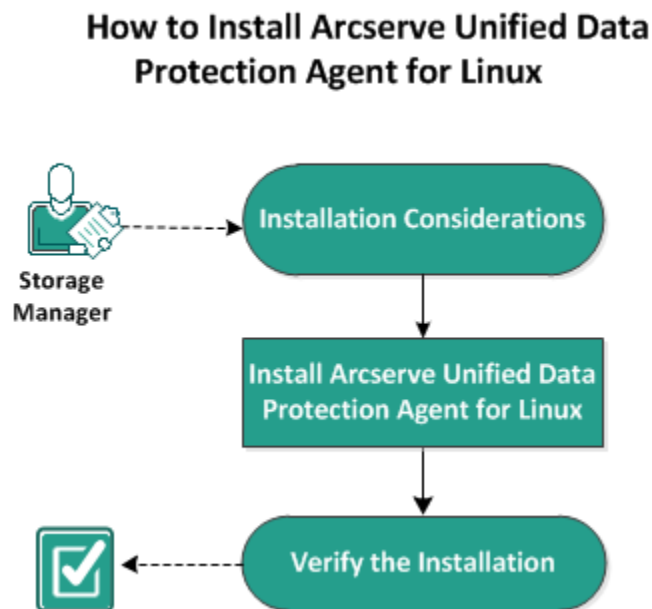 How to Install Arcserve Unified Data
Protection Agent for Linux
Installation Considerations
Storage
Manager
Install Arcserve Unified Data
Protection Agent for Linux
Verify the Installation